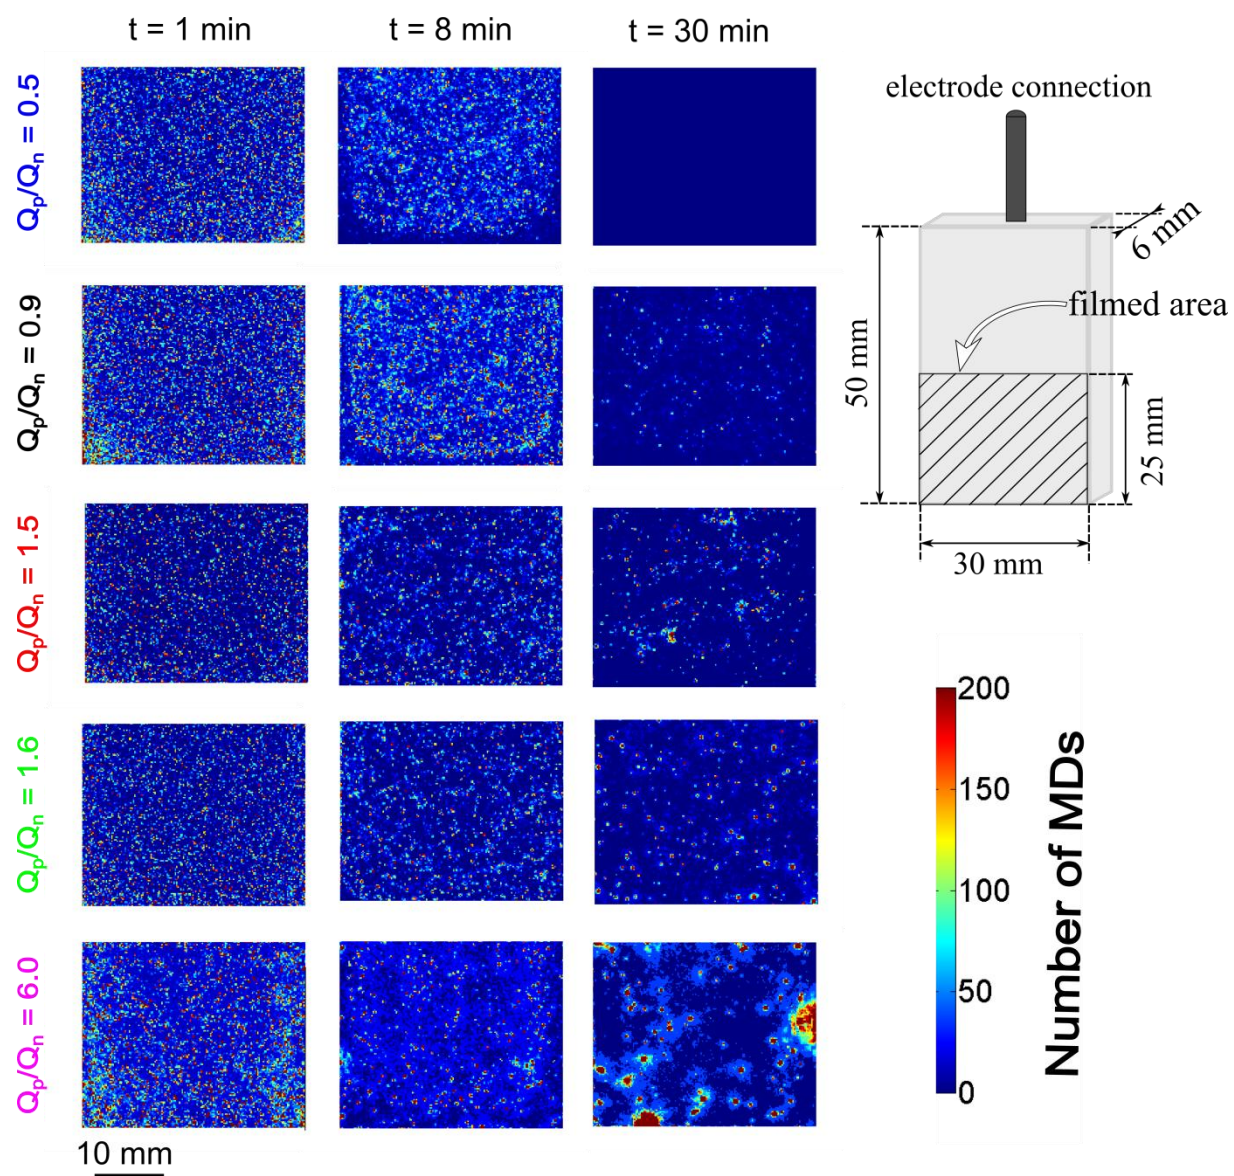 t = 1 min
t = 8 min
t = 30 min
Qp/Qn = 0.5
Qp/Qn = 0.9
Qp/Qn = 1.5
Qp/Qn = 1.6
Qp/Qn = 6.0
10 mm
electrode connection
6 mm
filmed area
50 mm
25 mm
30 mm
200
150
100
50
0
Number of MDs